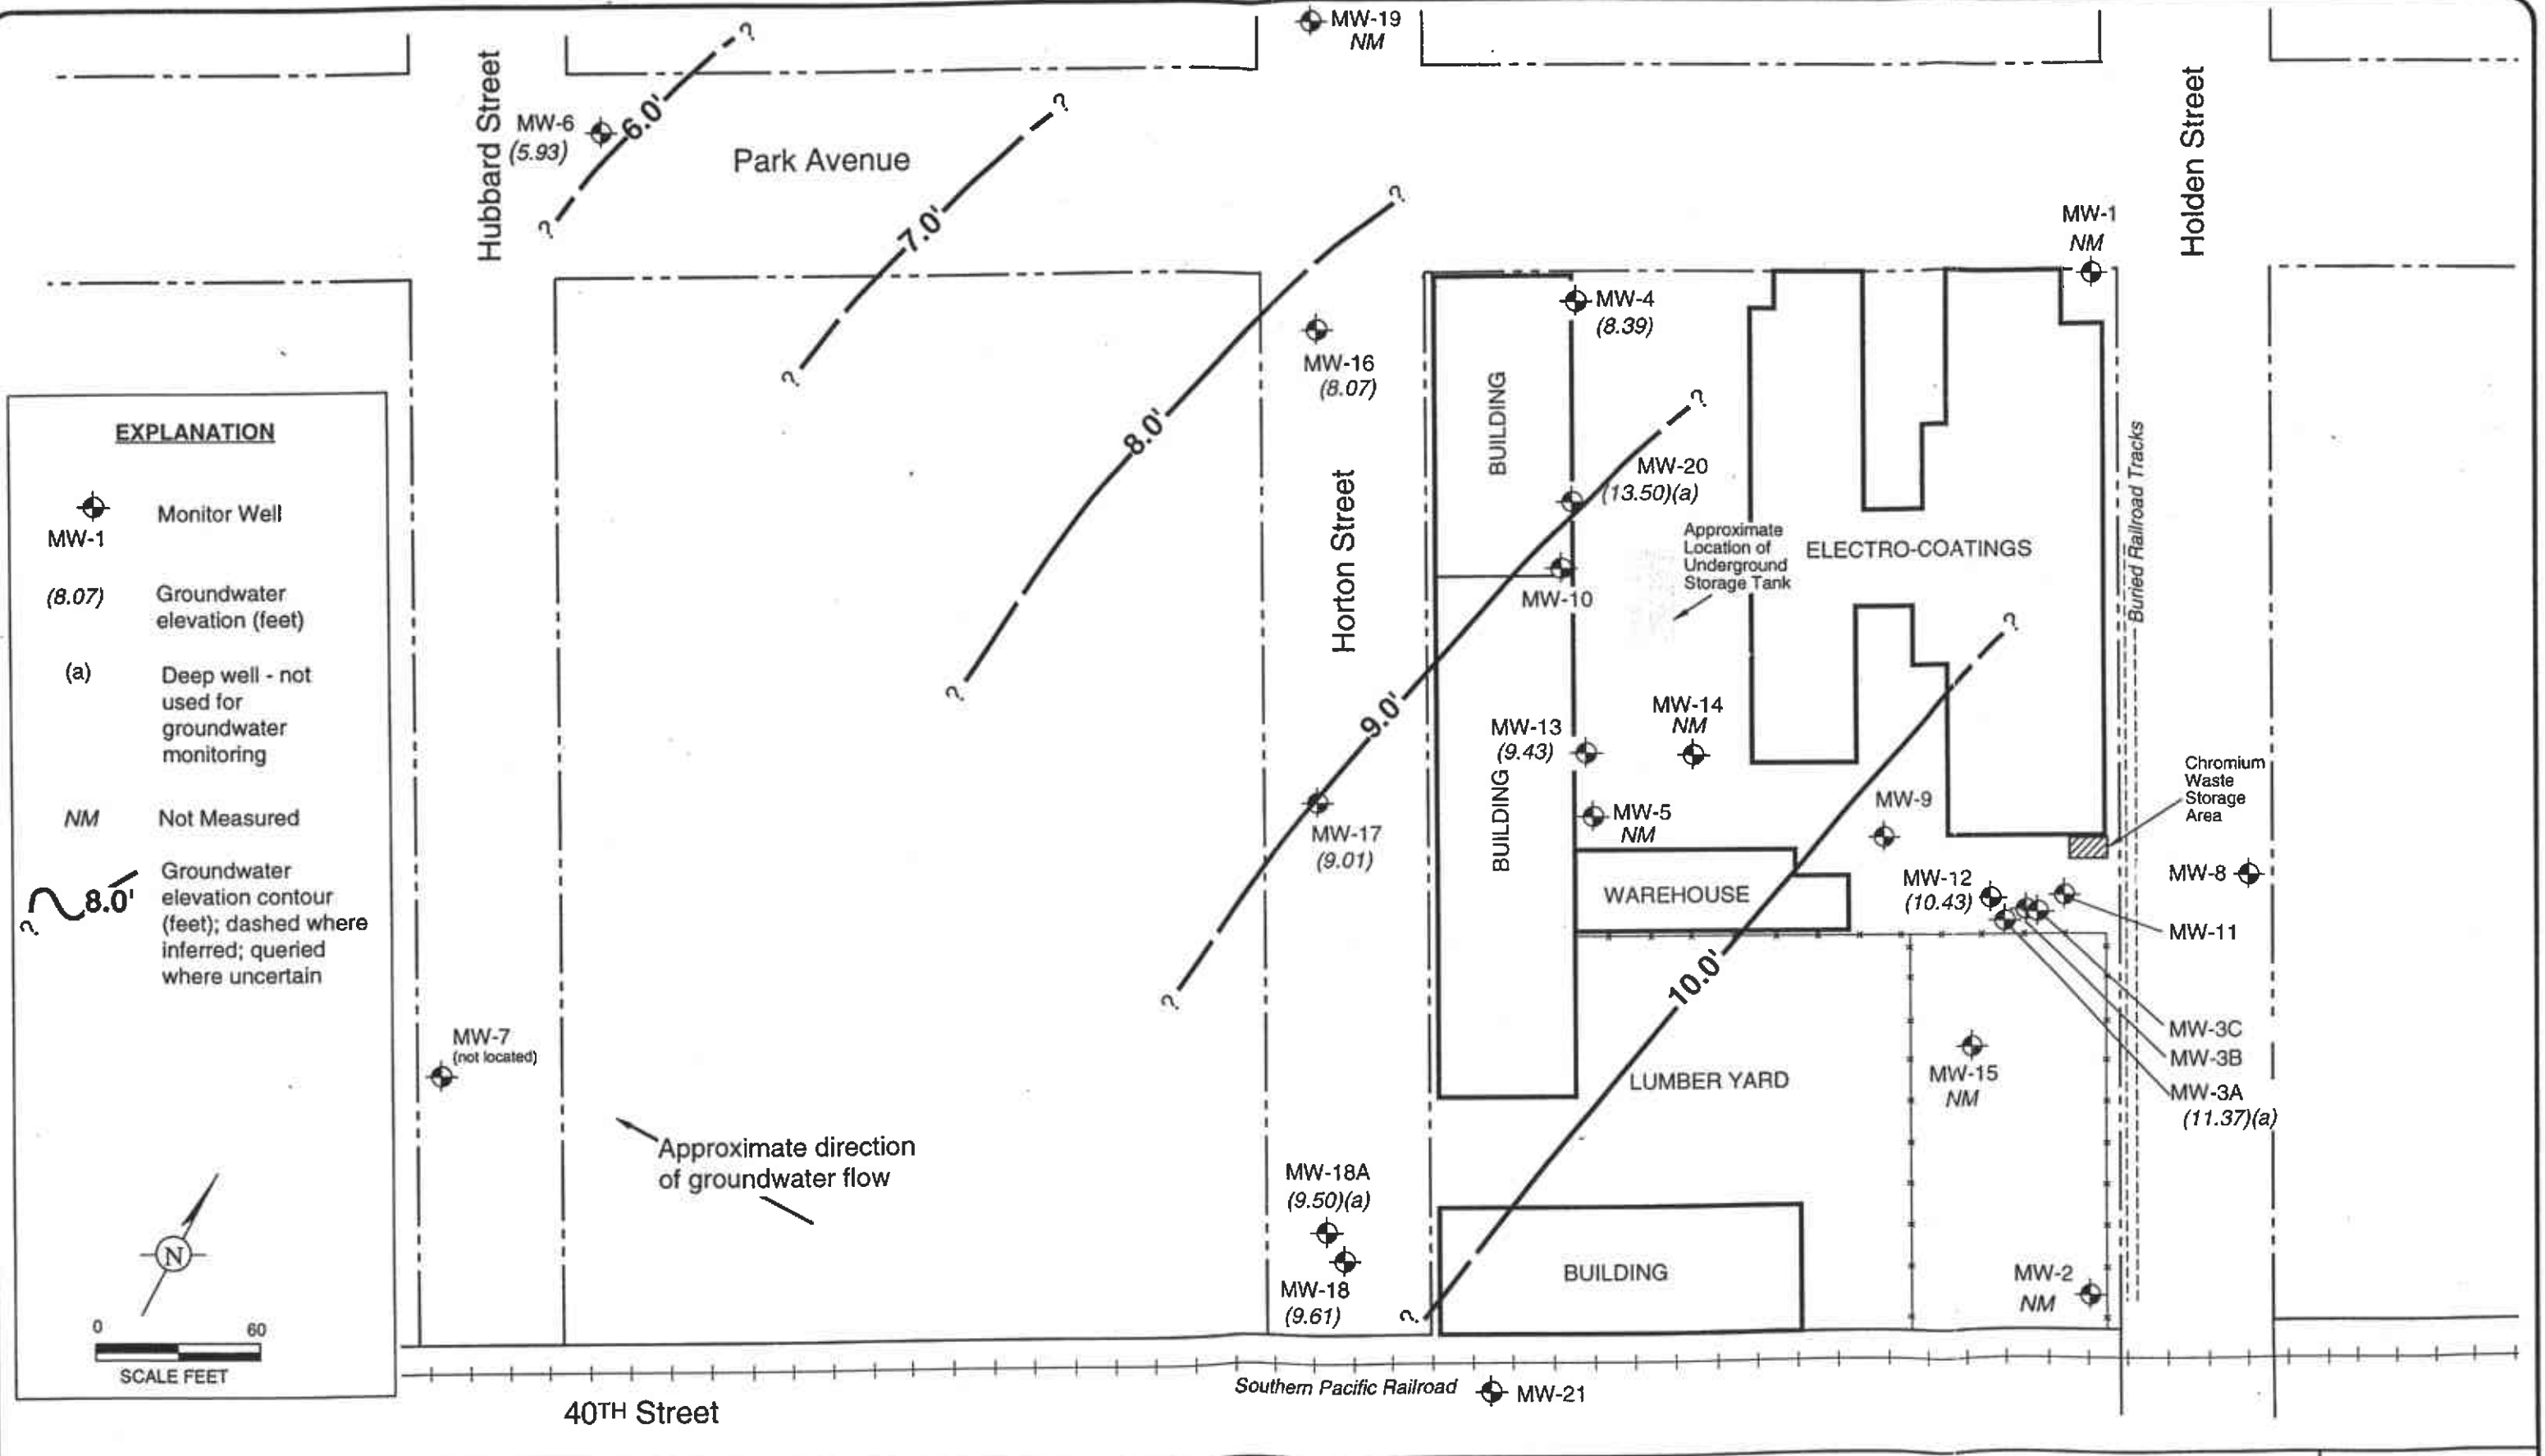 MW-19
NM
Hubbard Street
MW-6
(5.93)
?
6.0'
?
Park Avenue
?
7.0'
?
?
8.0'
?
Holden Street
MW-1
NM
MW-16
(8.07)
MW-4
(8.39)
BUILDING
?
MW-20
(13.50)(a)
Approximate
Location of
Underground
Storage Tank
ELECTRO-COATINGS
Buried Railroad Tracks
Horton Street
MW-10
?
9.0'
?
MW-13
(9.43)
MW-14
NM
BUILDING
MW-5
NM
MW-17
(9.01)
MW-9
WAREHOUSE
MW-12
(10.43)
Chromium
Waste
Storage
Area
MW-8
MW-11
10.0'
?
MW-3C
MW-3B
MW-3A
(11.37)(a)
LUMBER YARD
MW-15
NM
MW-7
(not located)
Approximate direction
of groundwater flow
MW-18A
(9.50)(a)
MW-18
(9.61)
BUILDING
MW-2
NM
Southern Pacific Railroad
MW-21
40TH Street
EXPLANATION
MW-1
Monitor Well
(8.07)
Groundwater
elevation (feet)
(a)
Deep well - not
used for
groundwater
monitoring
NM
Not Measured
? 8.0'
Groundwater
elevation contour
(feet); dashed where
inferred; queried
where uncertain
N
0 60
SCALE FEET